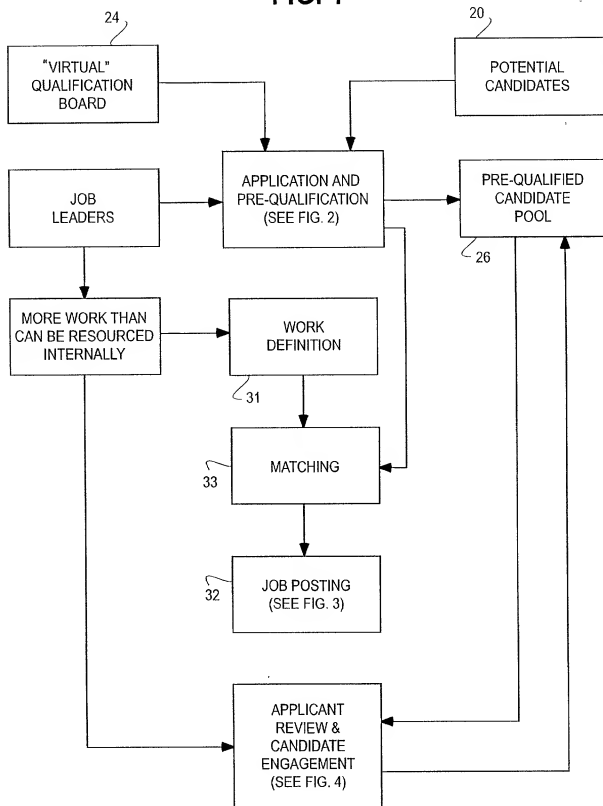 24
20
"VIRTUAL"
QUALIFICATION
BOARD
POTENTIAL
CANDIDATES
JOB
LEADERS
APPLICATION AND
PRE-QUALIFICATION
(SEE FIG. 2)
PRE-QUALIFIED
CANDIDATE
POOL
26
MORE WORK THAN
CAN BE RESOURCED
INTERNALLY
WORK
DEFINITION
31
MATCHING
33
JOB POSTING
(SEE FIG. 3)
32
APPLICANT
REVIEW &
CANDIDATE
ENGAGEMENT
(SEE FIG. 4)